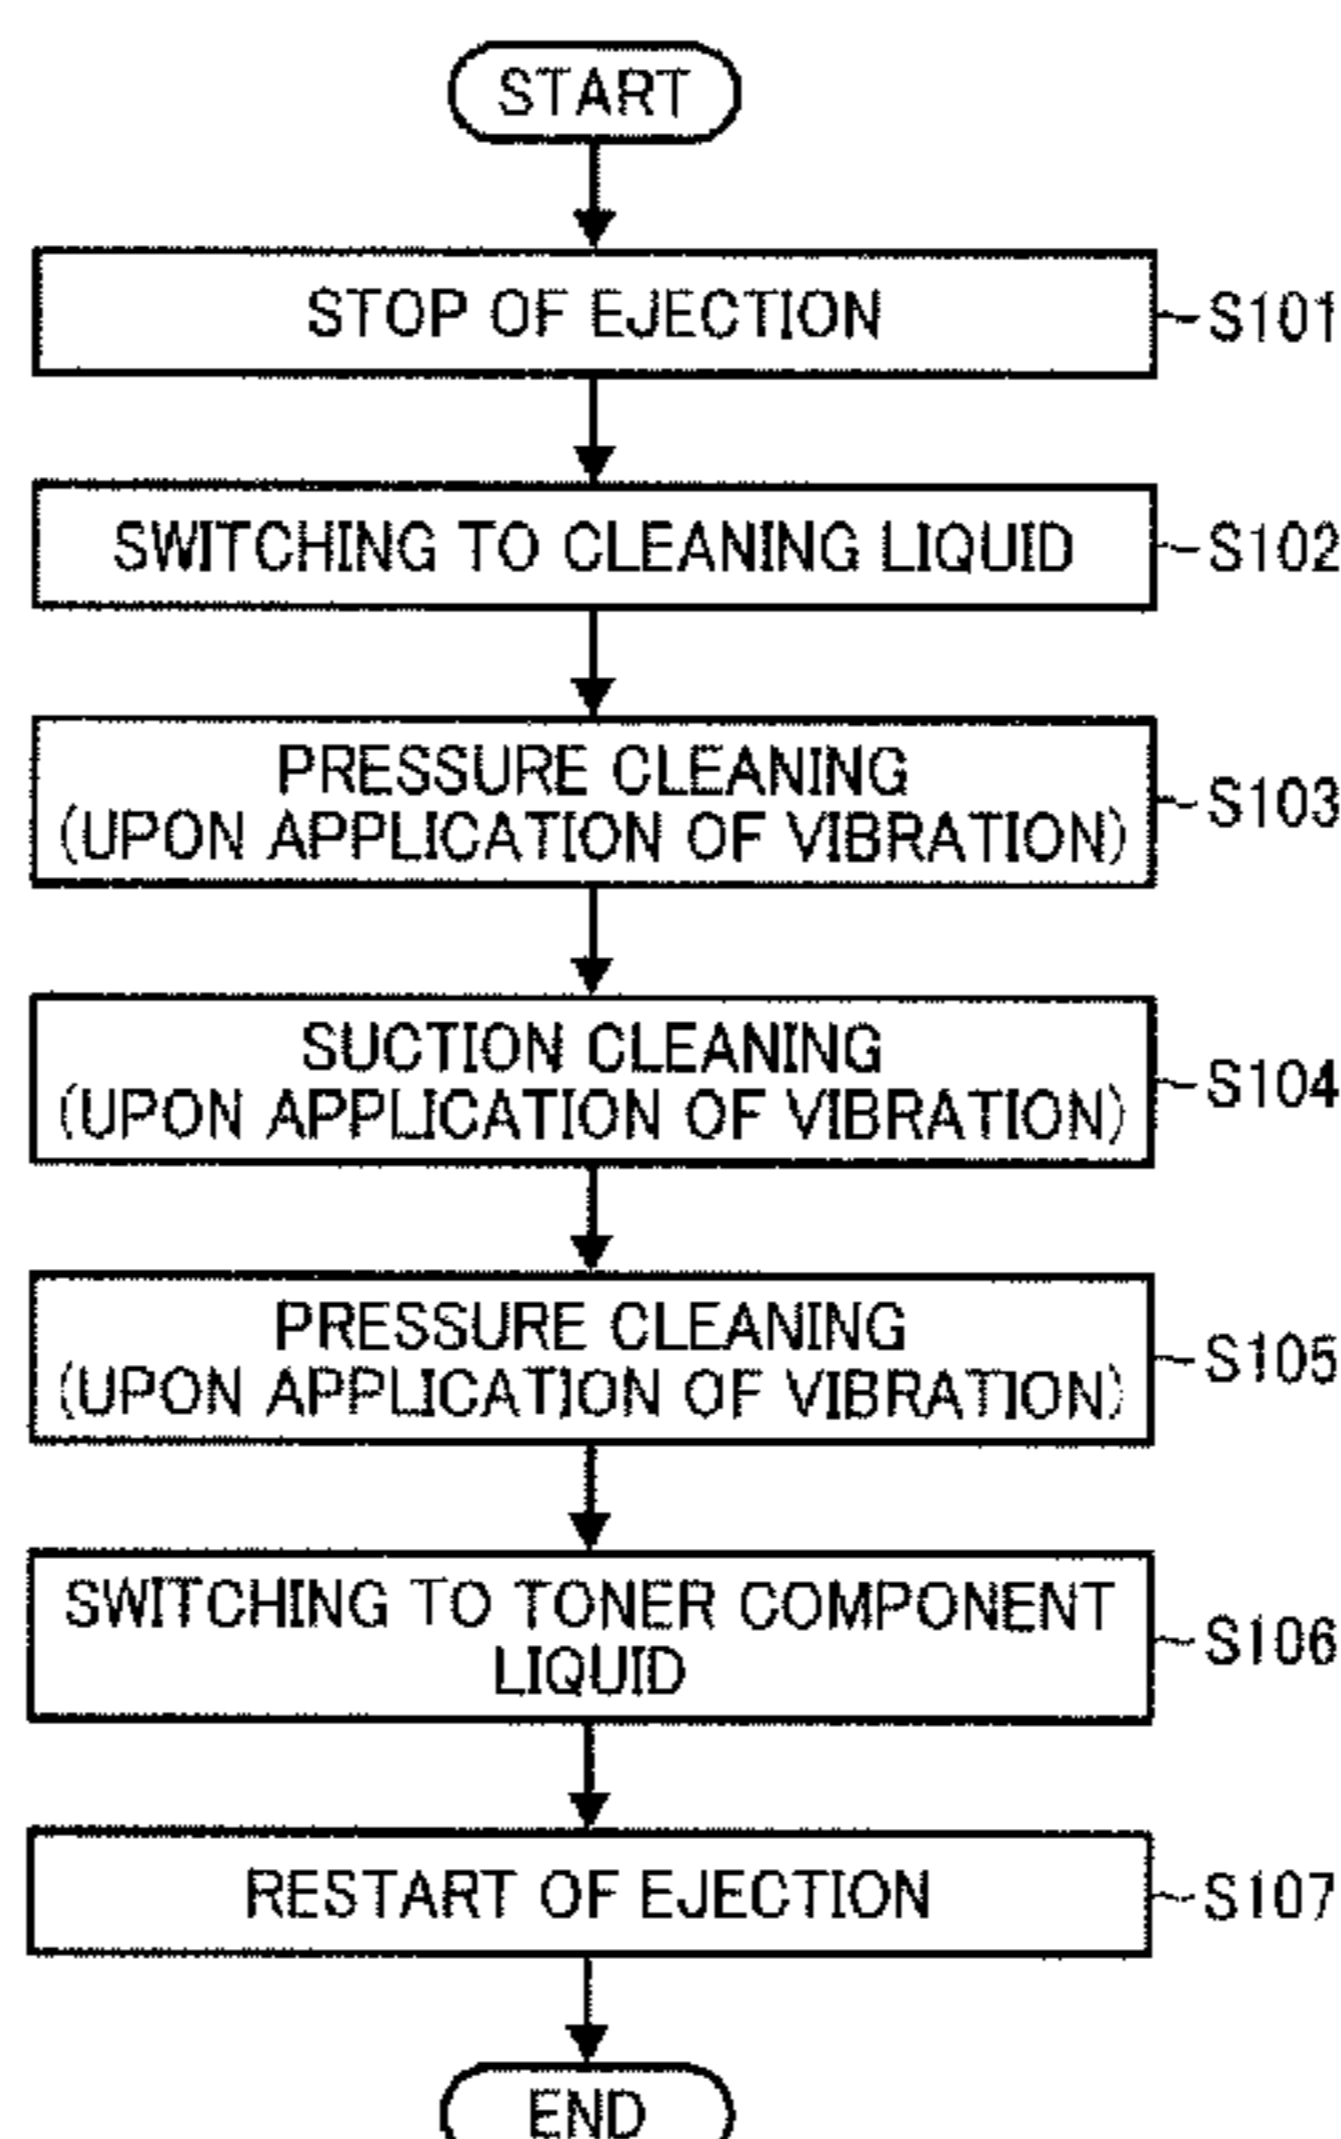 START
STOP OF EJECTION
S101
SWITCHING TO CLEANING LIQUID
S102
PRESSURE CLEANING
(UPON APPLICATION OF VIBRATION)
S103
SUCTION CLEANING
(UPON APPLICATION OF VIBRATION)
S104
PRESSURE CLEANING
(UPON APPLICATION OF VIBRATION)
S105
SWITCHING TO TONER COMPONENT
LIQUID
S106
RESTART OF EJECTION
S107
END